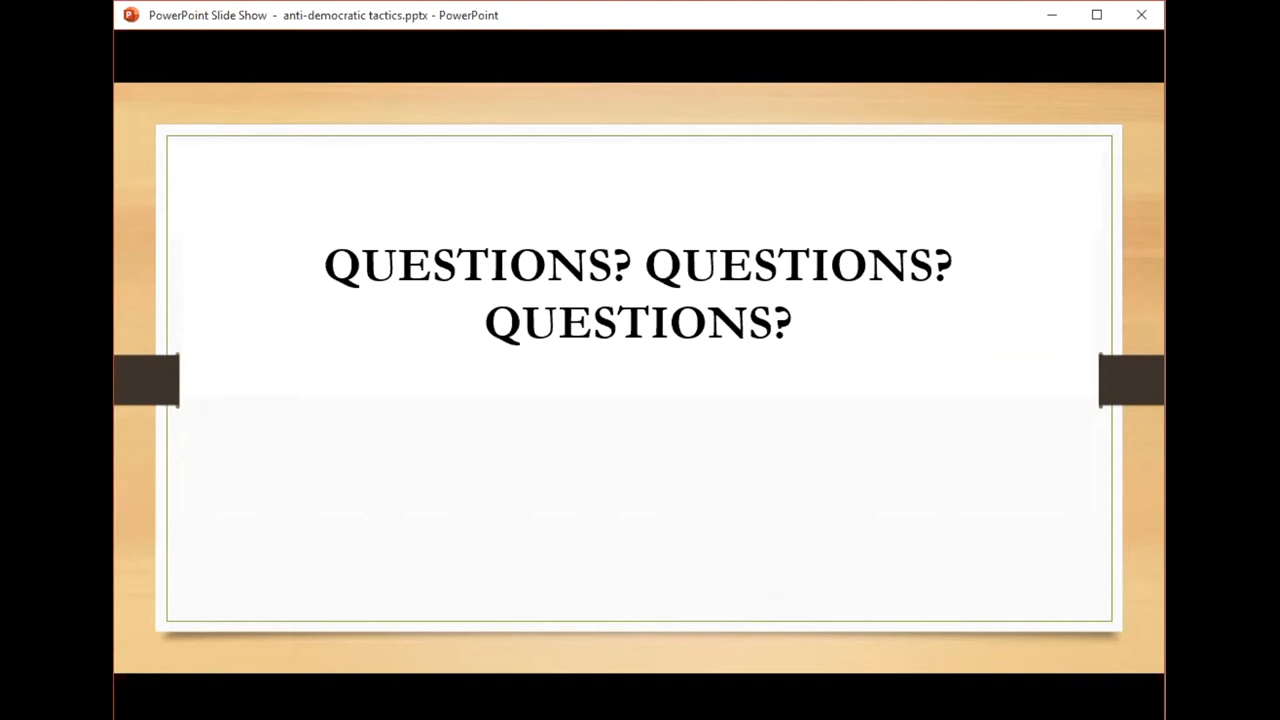 PowerPoint Slide Show - anti-democratic tactics.pptx - PowerPoint
QUESTIONS? QUESTIONS?
QUESTIONS?